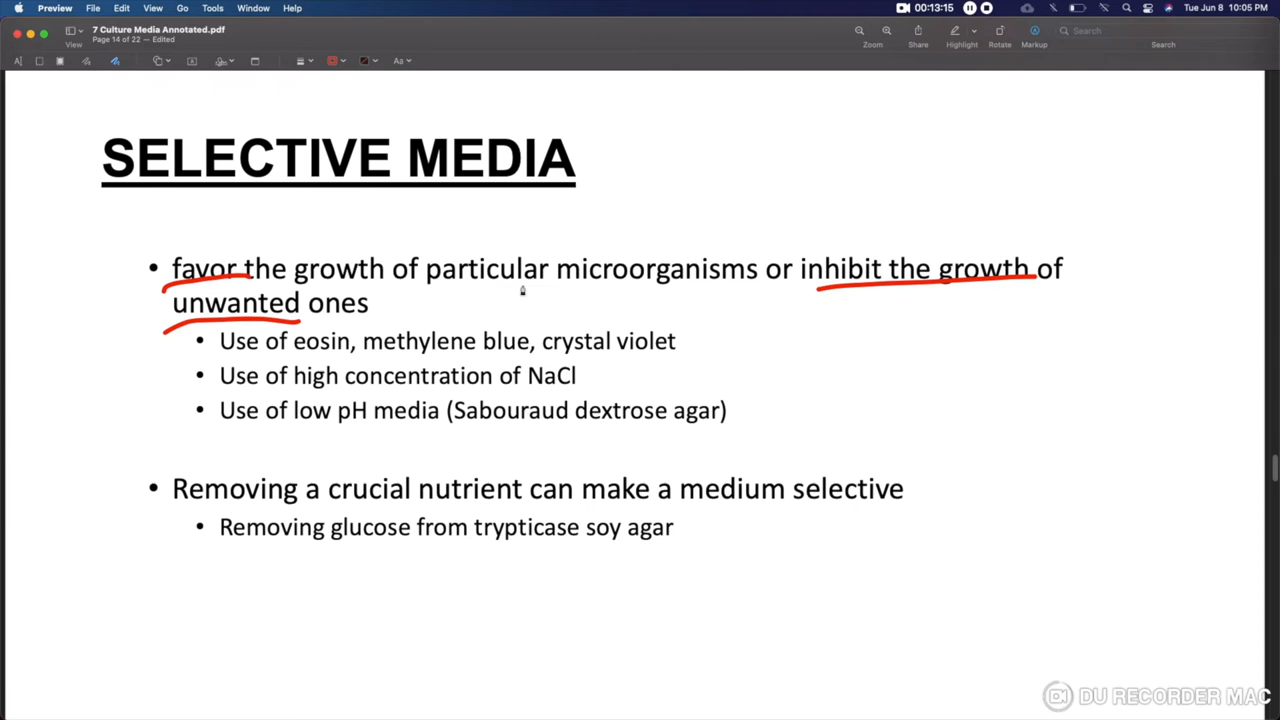 Preview File Edit View Go Tools Window Help 00:13:15 Tue Jun 8 10:05 PM
7 Culture Media Annotated.pdf
Page 14 of 22 — Edited
View Zoom Share Highlight Rotate Markup Search Search
A Aa
SELECTIVE MEDIA
• favor the growth of particular microorganisms or inhibit the growth of
unwanted ones
• Use of eosin, methylene blue, crystal violet
• Use of high concentration of NaCl
• Use of low pH media (Sabouraud dextrose agar)
• Removing a crucial nutrient can make a medium selective
• Removing glucose from trypticase soy agar
DU RECORDER MAC